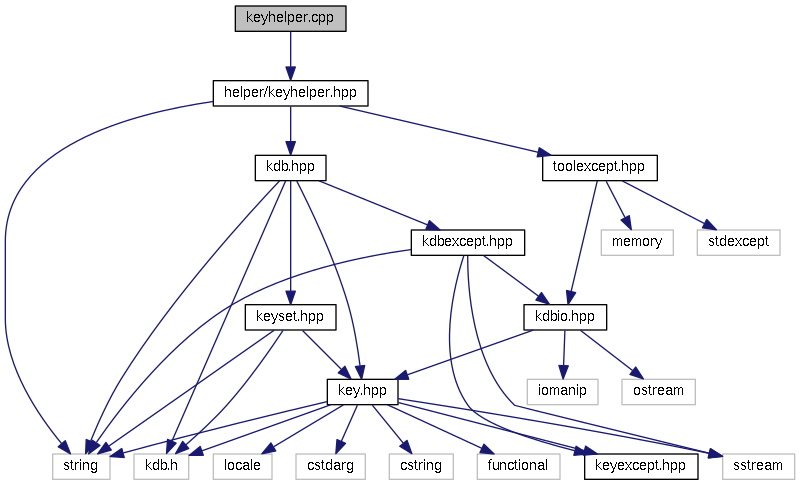 keyhelper.cpp
helper/keyhelper.hpp
kdb.hpp
toolexcept.hpp
kdbexcept.hpp
memory
stdexcept
keyset.hpp
kdbio.hpp
key.hpp
iomanip
ostream
string
kdb.h
locale
cstdarg
cstring
functional
keyexcept.hpp
sstream